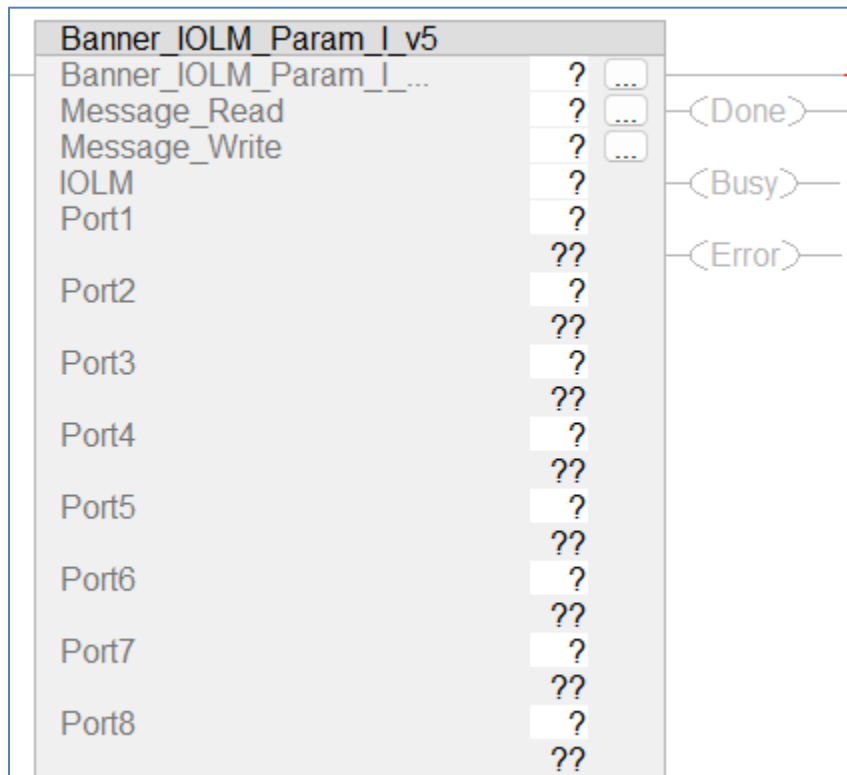 Banner_IOLM_Param_I_v5
Banner_IOLM_Param_I_... ? ...
Message_Read ? ... Done
Message_Write ? ...
IOLM ? Busy
Port1 ?
?? Error
Port2 ?
??
Port3 ?
??
Port4 ?
??
Port5 ?
??
Port6 ?
??
Port7 ?
??
Port8 ?
??